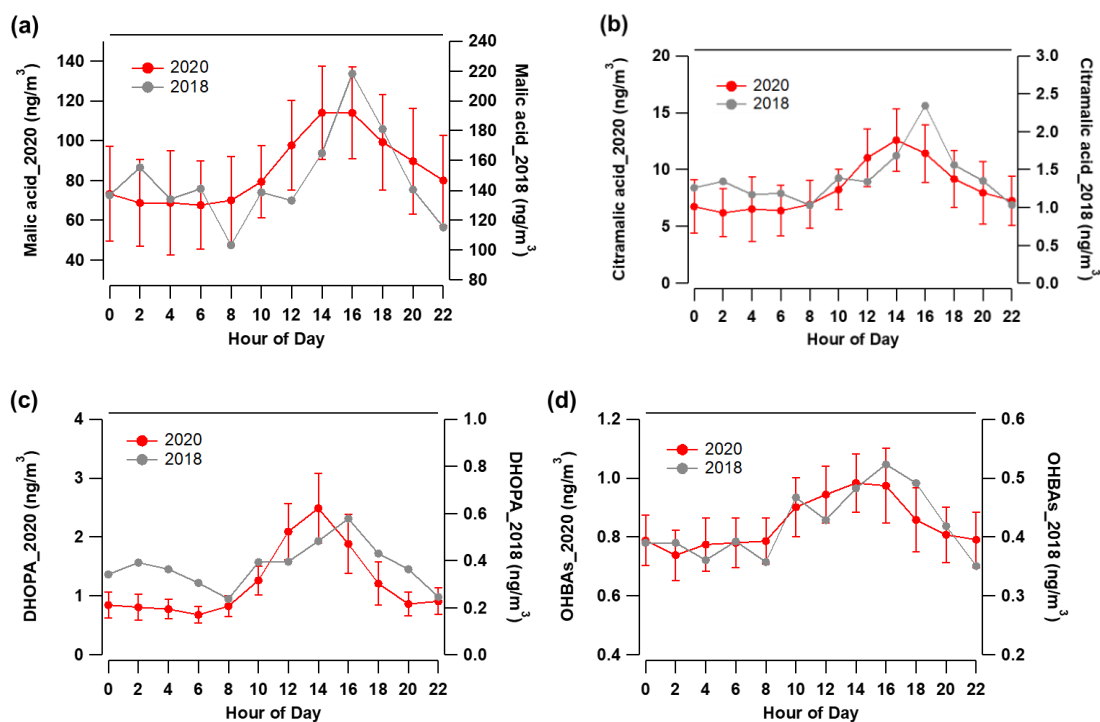 (a)
Malic acid_2020 (ng/m³)
140
120
100
80
60
40
2020
2018
240
220
200
180
160
140
120
100
80
Malic acid_2018 (ng/m³)
0 2 4 6 8 10 12 14 16 18 20 22
Hour of Day
(b)
Citramalic acid_2020 (ng/m³)
20
15
10
5
0
2020
2018
3.0
2.5
2.0
1.5
1.0
0.5
0.0
Citramalic acid_2018 (ng/m³)
0 2 4 6 8 10 12 14 16 18 20 22
Hour of Day
(c)
DHOPA_2020 (ng/m³)
4
3
2
1
0
2020
2018
1.0
0.8
0.6
0.4
0.2
0.0
DHOPA_2018 (ng/m³)
0 2 4 6 8 10 12 14 16 18 20 22
Hour of Day
(d)
OHBAs_2020 (ng/m³)
1.2
1.0
0.8
0.6
0.4
2020
2018
0.6
0.5
0.4
0.3
0.2
OHBAs_2018 (ng/m³)
0 2 4 6 8 10 12 14 16 18 20 22
Hour of Day